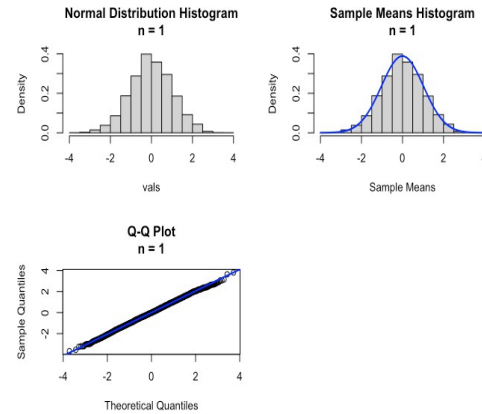 Normal Distribution Histogram
n = 1
Density
0.0 0.2 0.4
-4 -2 0 2 4
vals
Sample Means Histogram
n = 1
Density
0.0 0.2 0.4
-4 -2 0 2 4
Sample Means
Q-Q Plot
n = 1
Sample Quantiles
-2 0 2 4
-4 -2 0 2 4
Theoretical Quantiles